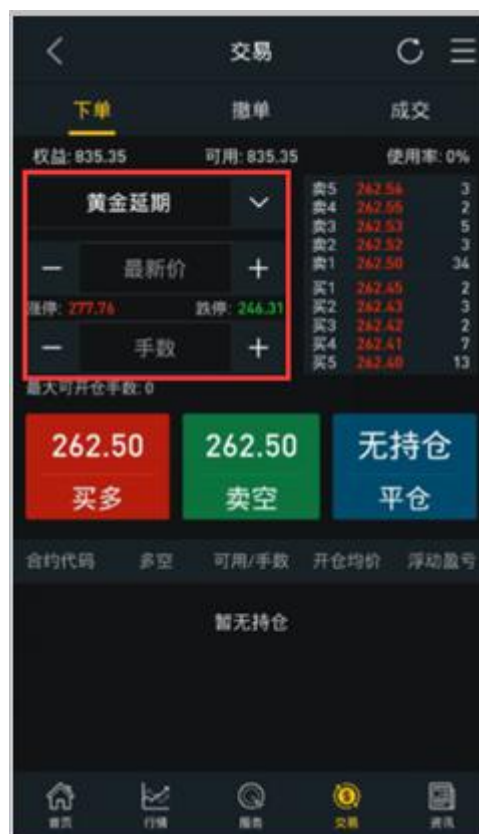 交易
下单 撤单 成交
权益: 835.35 可用: 835.35 使用率: 0%
黄金延期
卖5 262.56 3
卖4 262.55 2
卖3 262.53 5
卖2 262.52 3
卖1 262.50 34
最新价
买1 262.45 2
买2 262.43 3
买3 262.42 2
买4 262.41 7
买5 262.40 13
涨停: 277.76 跌停: 246.31
手数
最大可开仓手数: 0
262.50 262.50 无持仓
买多 卖空 平仓
合约代码 多空 可用/手数 开仓均价 浮动盈亏
暂无持仓
首页 行情 服务 交易 资讯